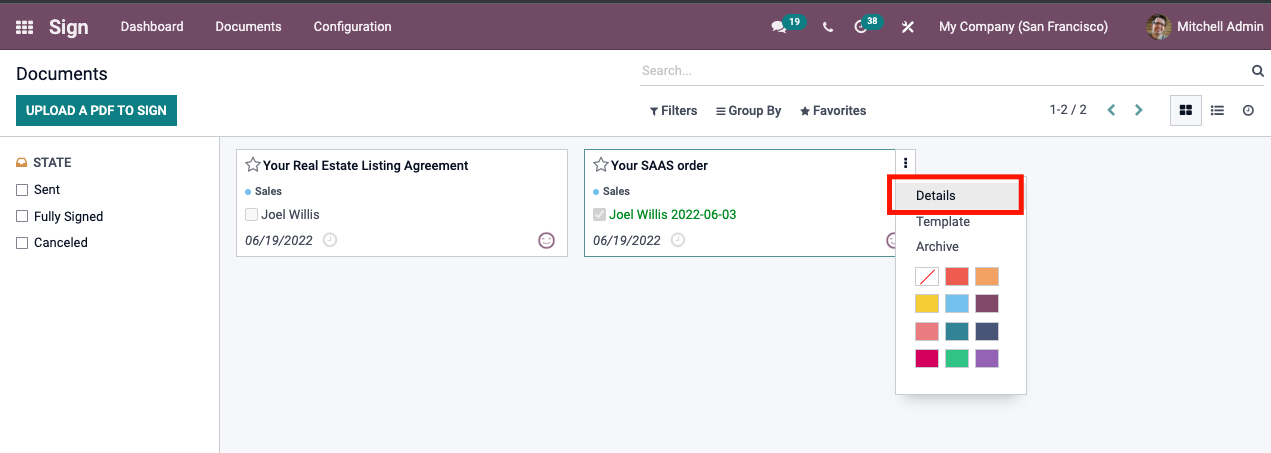 Sign Dashboard Documents Configuration 19 38 My Company (San Francisco) Mitchell Admin
Documents
Search...
UPLOAD A PDF TO SIGN
Filters Group By Favorites 1-2 / 2
STATE
Sent
Fully Signed
Canceled
Your Real Estate Listing Agreement
Sales
Joel Willis
06/19/2022
Your SAAS order
Sales
Joel Willis 2022-06-03
06/19/2022
Details
Template
Archive